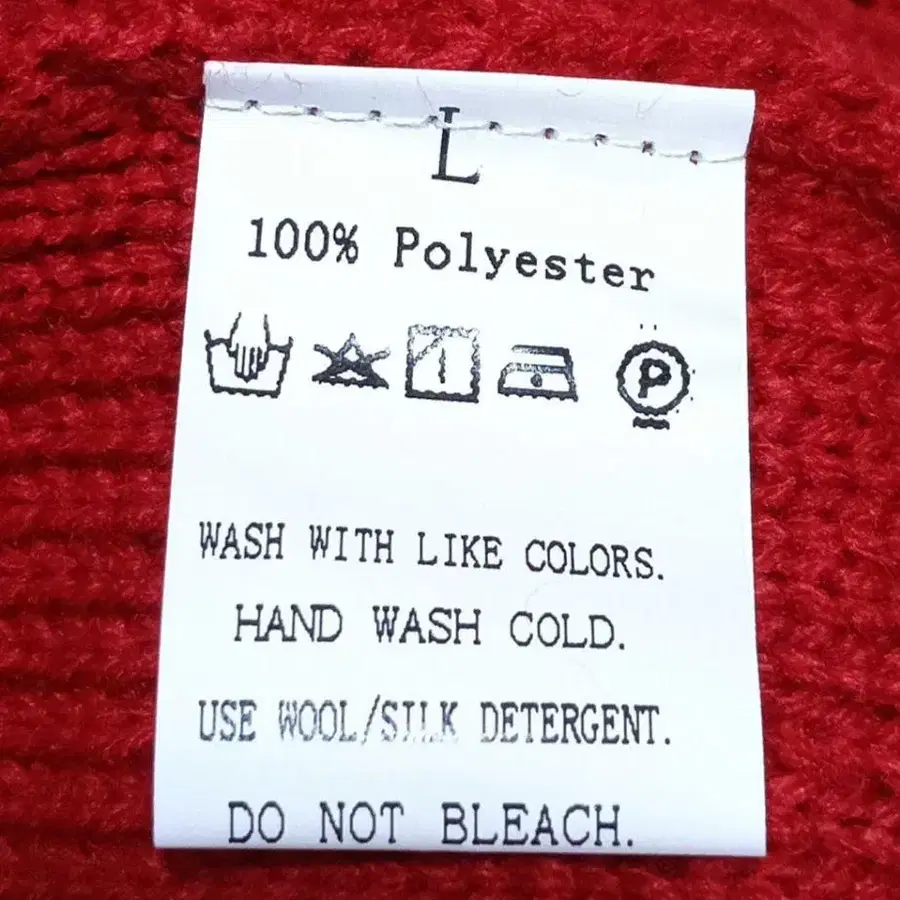 L
100% Polyester
P
WASH WITH LIKE COLORS.
HAND WASH COLD.
USE WOOL/SILK DETERGENT.
DO NOT BLEACH.